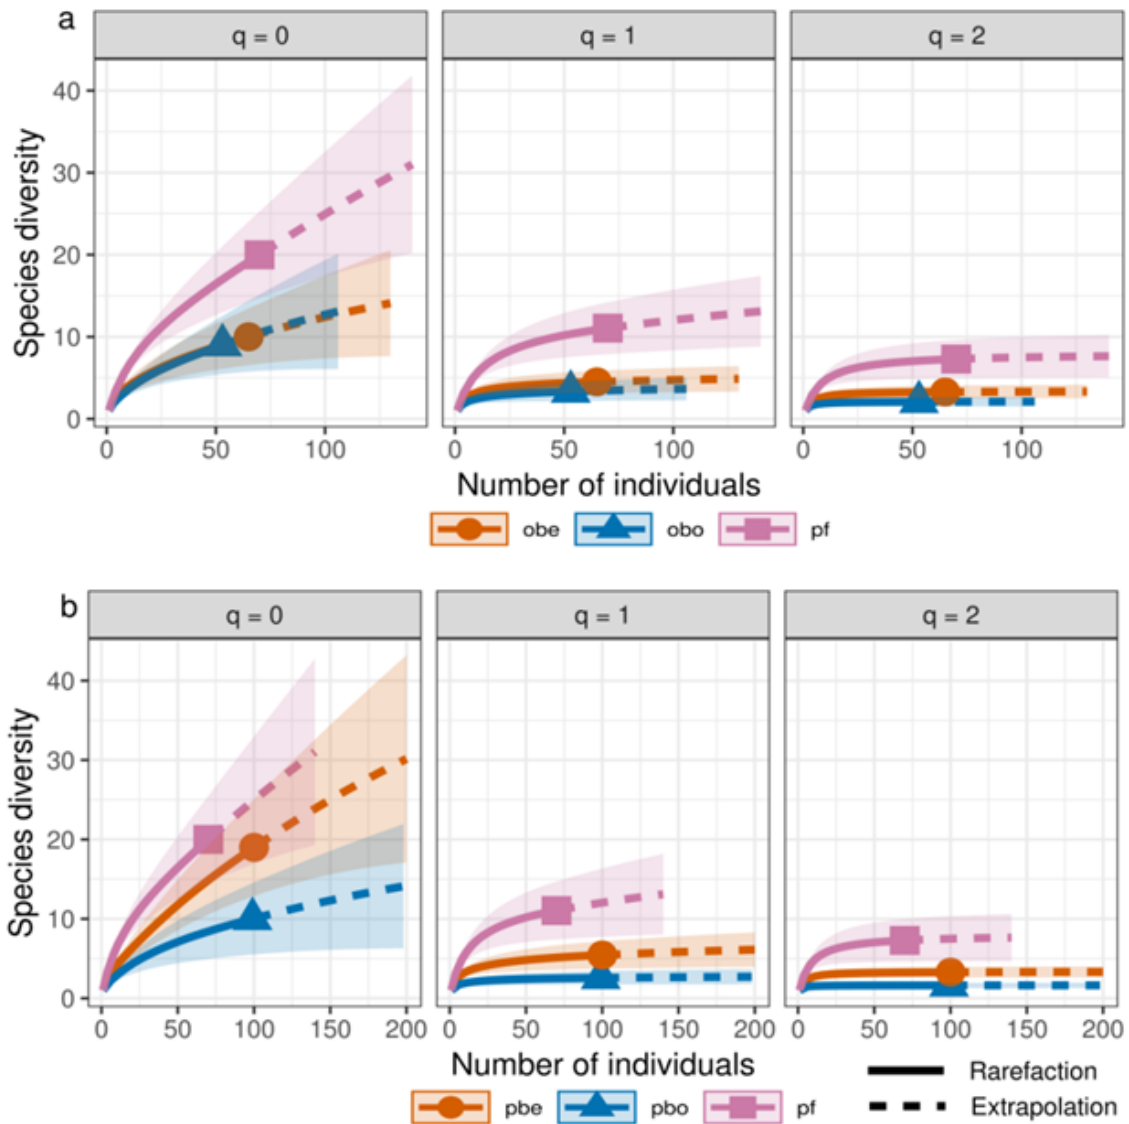 a
q = 0 q = 1 q = 2
Species diversity
40
30
20
10
0
0 50 100 0 50 100 0 50 100
Number of individuals
obe obo pf
b
q = 0 q = 1 q = 2
Species diversity
40
30
20
10
0
0 50 100 150 200 0 50 100 150 200 0 50 100 150 200
Number of individuals
pbe pbo pf
Rarefaction
Extrapolation